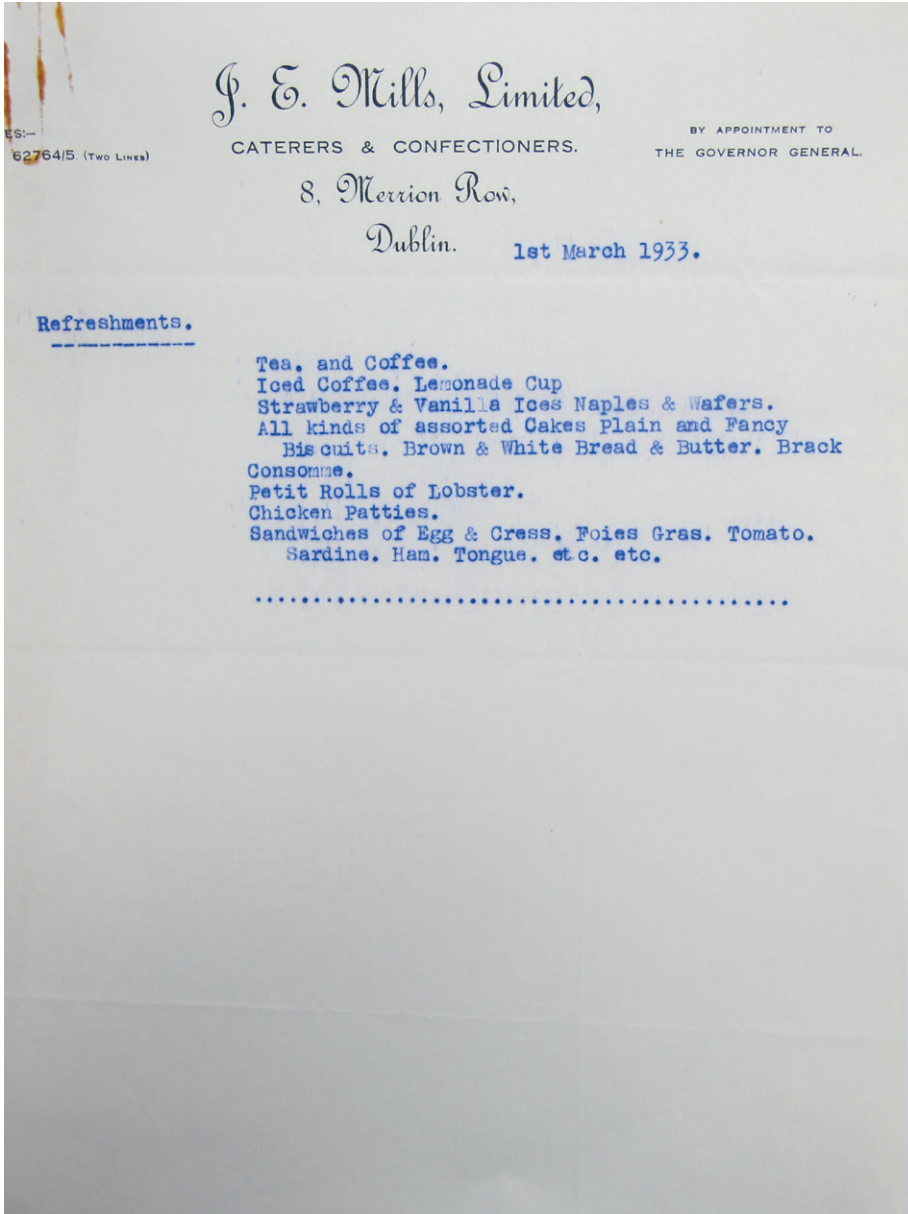 J. E. Mills, Limited,
ES:—
62764/5. (Two Lines)
CATERERS & CONFECTIONERS.
BY APPOINTMENT TO
THE GOVERNOR GENERAL.
8, Merrion Row,
Dublin.
1st March 1933.
Refreshments.
Tea. and Coffee.
Iced Coffee. Lemonade Cup
Strawberry & Vanilla Ices Naples & Wafers.
All kinds of assorted Cakes Plain and Fancy
Biscuits. Brown & White Bread & Butter. Brack
Consomme.
Petit Rolls of Lobster.
Chicken Patties.
Sandwiches of Egg & Cress. Foies Gras. Tomato.
Sardine. Ham. Tongue. etc. etc.